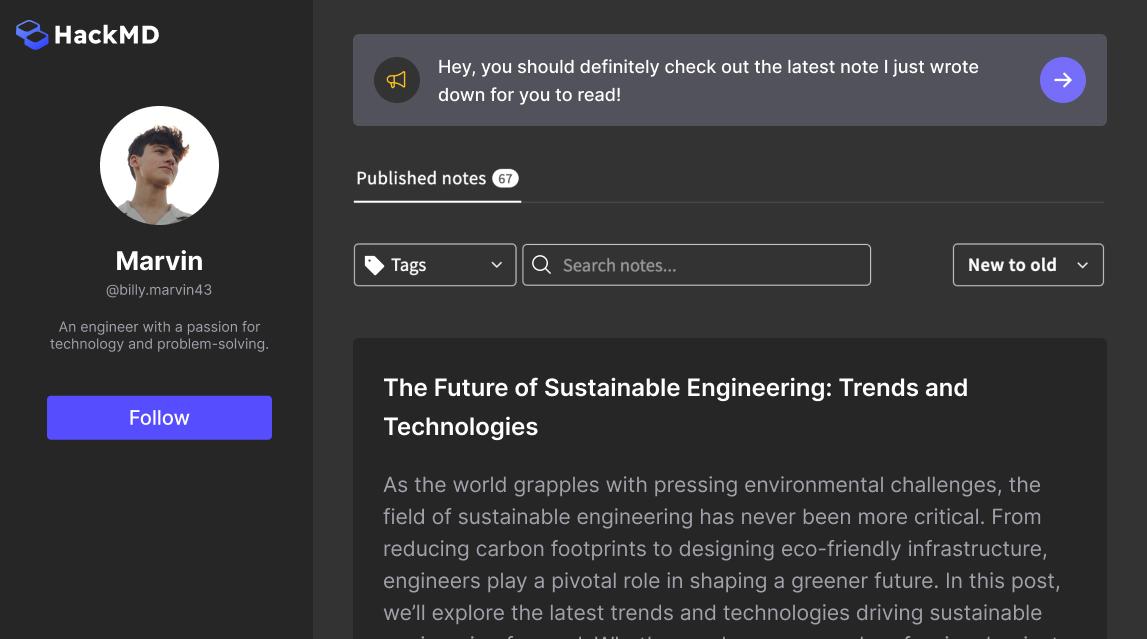 HackMD
Hey, you should definitely check out the latest note I just wrote
down for you to read!
Published notes 67
Marvin
@billy.marvin43
An engineer with a passion for
technology and problem-solving.
Follow
Tags
Search notes...
New to old
The Future of Sustainable Engineering: Trends and
Technologies
As the world grapples with pressing environmental challenges, the
field of sustainable engineering has never been more critical. From
reducing carbon footprints to designing eco-friendly infrastructure,
engineers play a pivotal role in shaping a greener future. In this post,
we’ll explore the latest trends and technologies driving sustainable